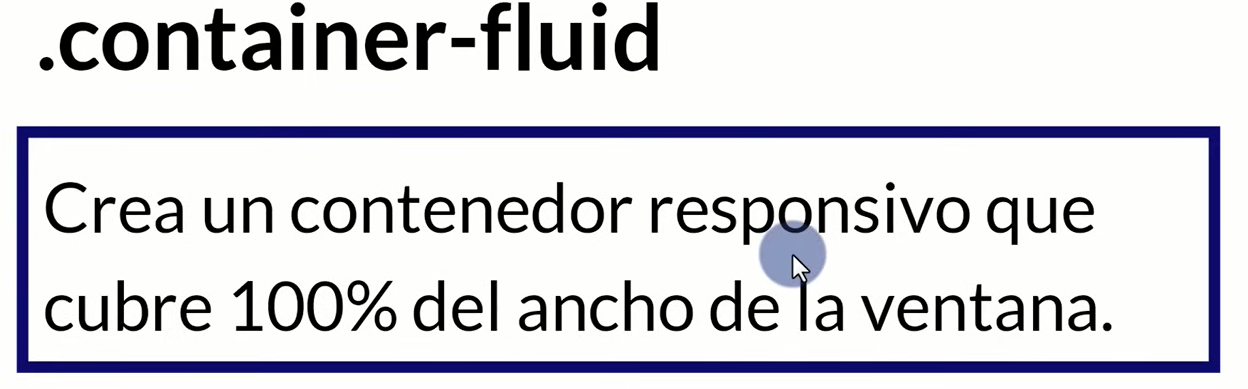 .container-fluid
Crea un contenedor responsivo que
cubre 100% del ancho de la ventana.